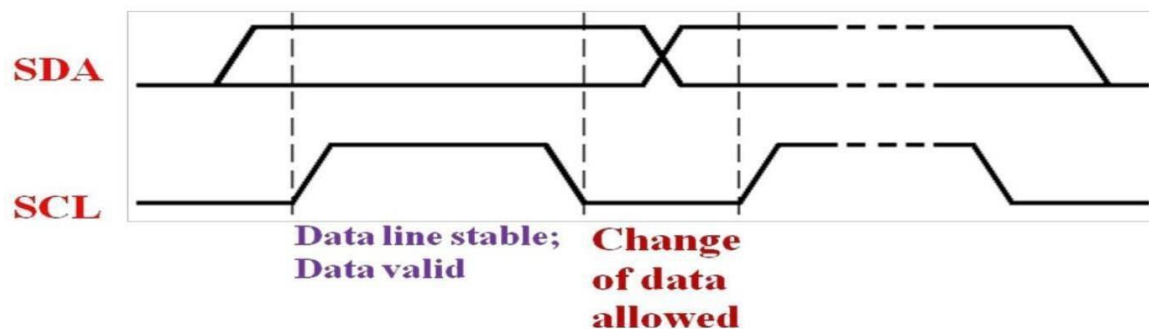 SDA
SCL
Data line stable;
Data valid
Change
of data
allowed